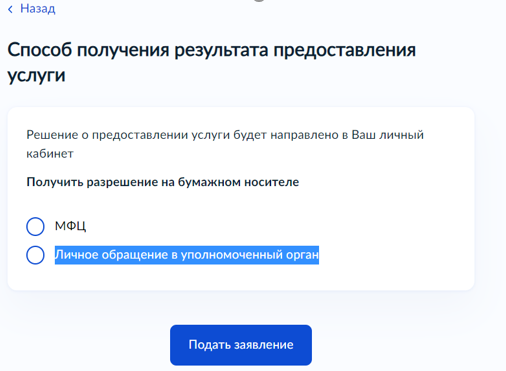 Назад
Способ получения результата предоставления
услуги
Решение о предоставлении услуги будет направлено в Ваш личный
кабинет
Получить разрешение на бумажном носителе
МФЦ
Личное обращение в уполномоченный орган
Подать заявление